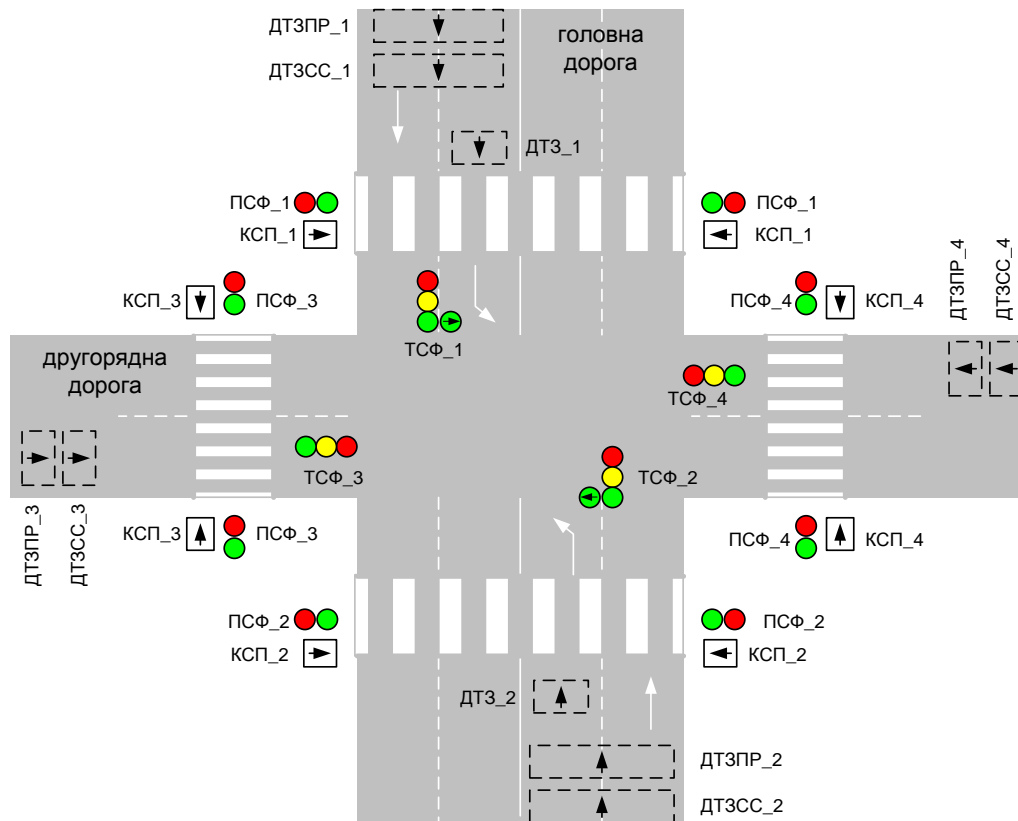 ДТЗПР_1
ДТЗСС_1
головна
дорога
ДТЗ_1
ПСФ_1
ПСФ_1
КСП_1
КСП_1
ДТЗПР_4
ДТЗСС_4
КСП_3
ПСФ_3
ПСФ_4
КСП_4
ТСФ_1
другорядна
дорога
ТСФ_4
ТСФ_3
ТСФ_2
ДТЗПР_3
ДТЗСС_3
КСП_3
ПСФ_3
ПСФ_4
КСП_4
ПСФ_2
ПСФ_2
КСП_2
КСП_2
ДТЗ_2
ДТЗПР_2
ДТЗСС_2